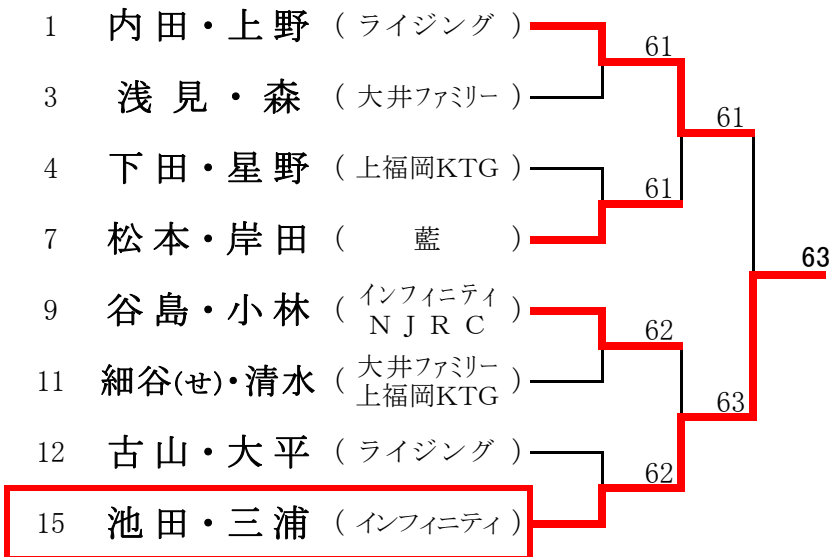 1 内田・上野 (ライジング)
61
3 浅見・森 (大井ファミリー)
61
4 下田・星野 (上福岡KTG)
61
7 松本・岸田 (藍)
63
9 谷島・小林 (インフィニティ
NJRC)
62
11 細谷(せ)・清水 (大井ファミリー
上福岡KTG)
63
12 古山・大平 (ライジング)
62
15 池田・三浦 (インフィニティ)